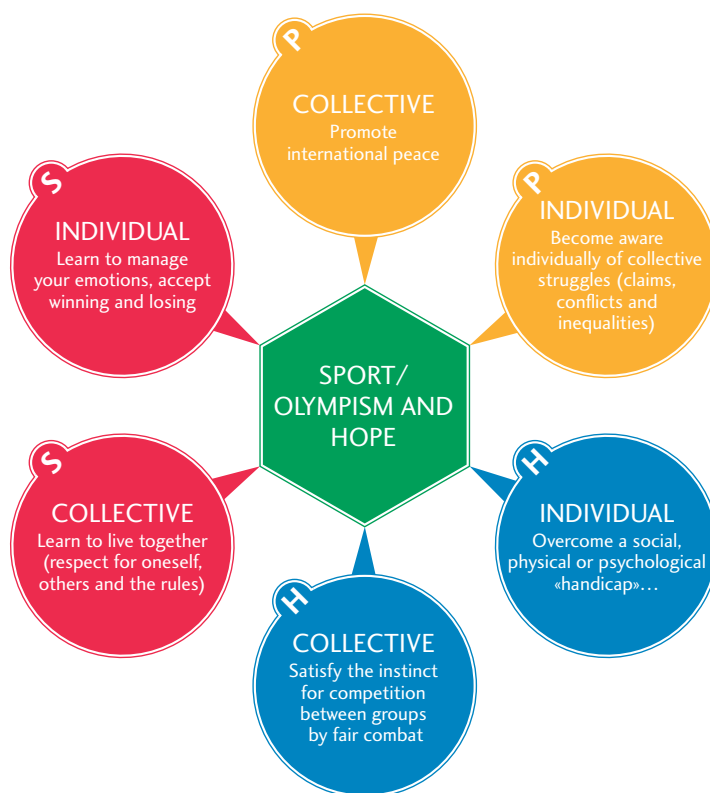 P
COLLECTIVE
Promote
international peace
S
INDIVIDUAL
Learn to manage
your emotions, accept
winning and losing
P
INDIVIDUAL
Become aware
individually of collective
struggles (claims,
conflicts and
inequalities)
SPORT/
OLYMPISM AND
HOPE
S
COLLECTIVE
Learn to live together
(respect for oneself,
others and the rules)
H
INDIVIDUAL
Overcome a social,
physical or psychological
«handicap»…
H
COLLECTIVE
Satisfy the instinct
for competition
between groups
by fair combat